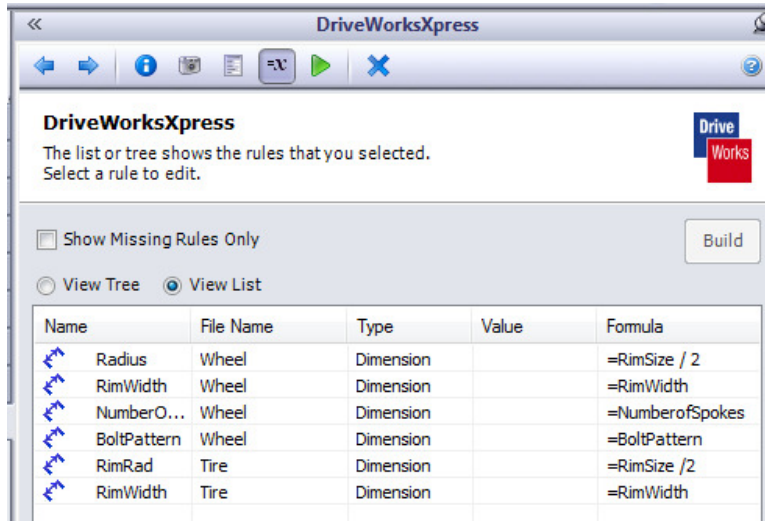 DriveWorksXpress
=x
DriveWorksXpress
The list or tree shows the rules that you selected.
Select a rule to edit.
Drive
Works
Show Missing Rules Only
Build
View Tree View List
Name File Name Type Value Formula
Radius Wheel Dimension =RimSize / 2
RimWidth Wheel Dimension =RimWidth
NumberO... Wheel Dimension =NumberofSpokes
BoltPattern Wheel Dimension =BoltPattern
RimRad Tire Dimension =RimSize /2
RimWidth Tire Dimension =RimWidth